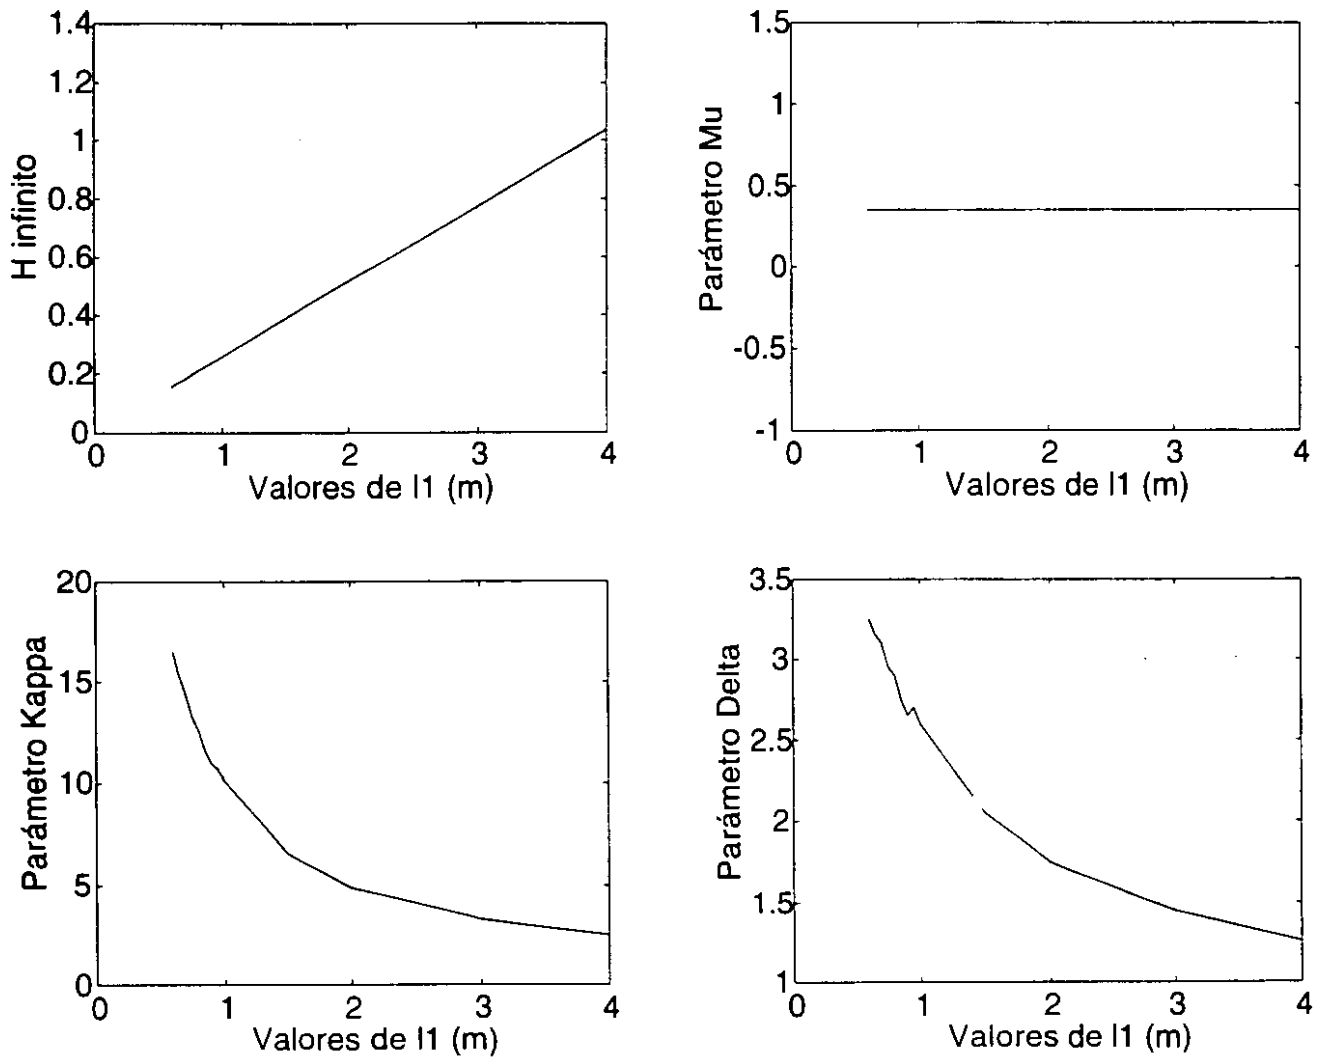 1.4
1.2
1
0.8
0.6
0.4
0.2
0
H infinito
0 1 2 3 4
Valores de l1 (m)
1.5
1
0.5
0
-0.5
-1
Parámetro Mu
0 1 2 3 4
Valores de l1 (m)
20
15
10
5
0
Parámetro Kappa
0 1 2 3 4
Valores de l1 (m)
3.5
3
2.5
2
1.5
1
Parámetro Delta
0 1 2 3 4
Valores de l1 (m)